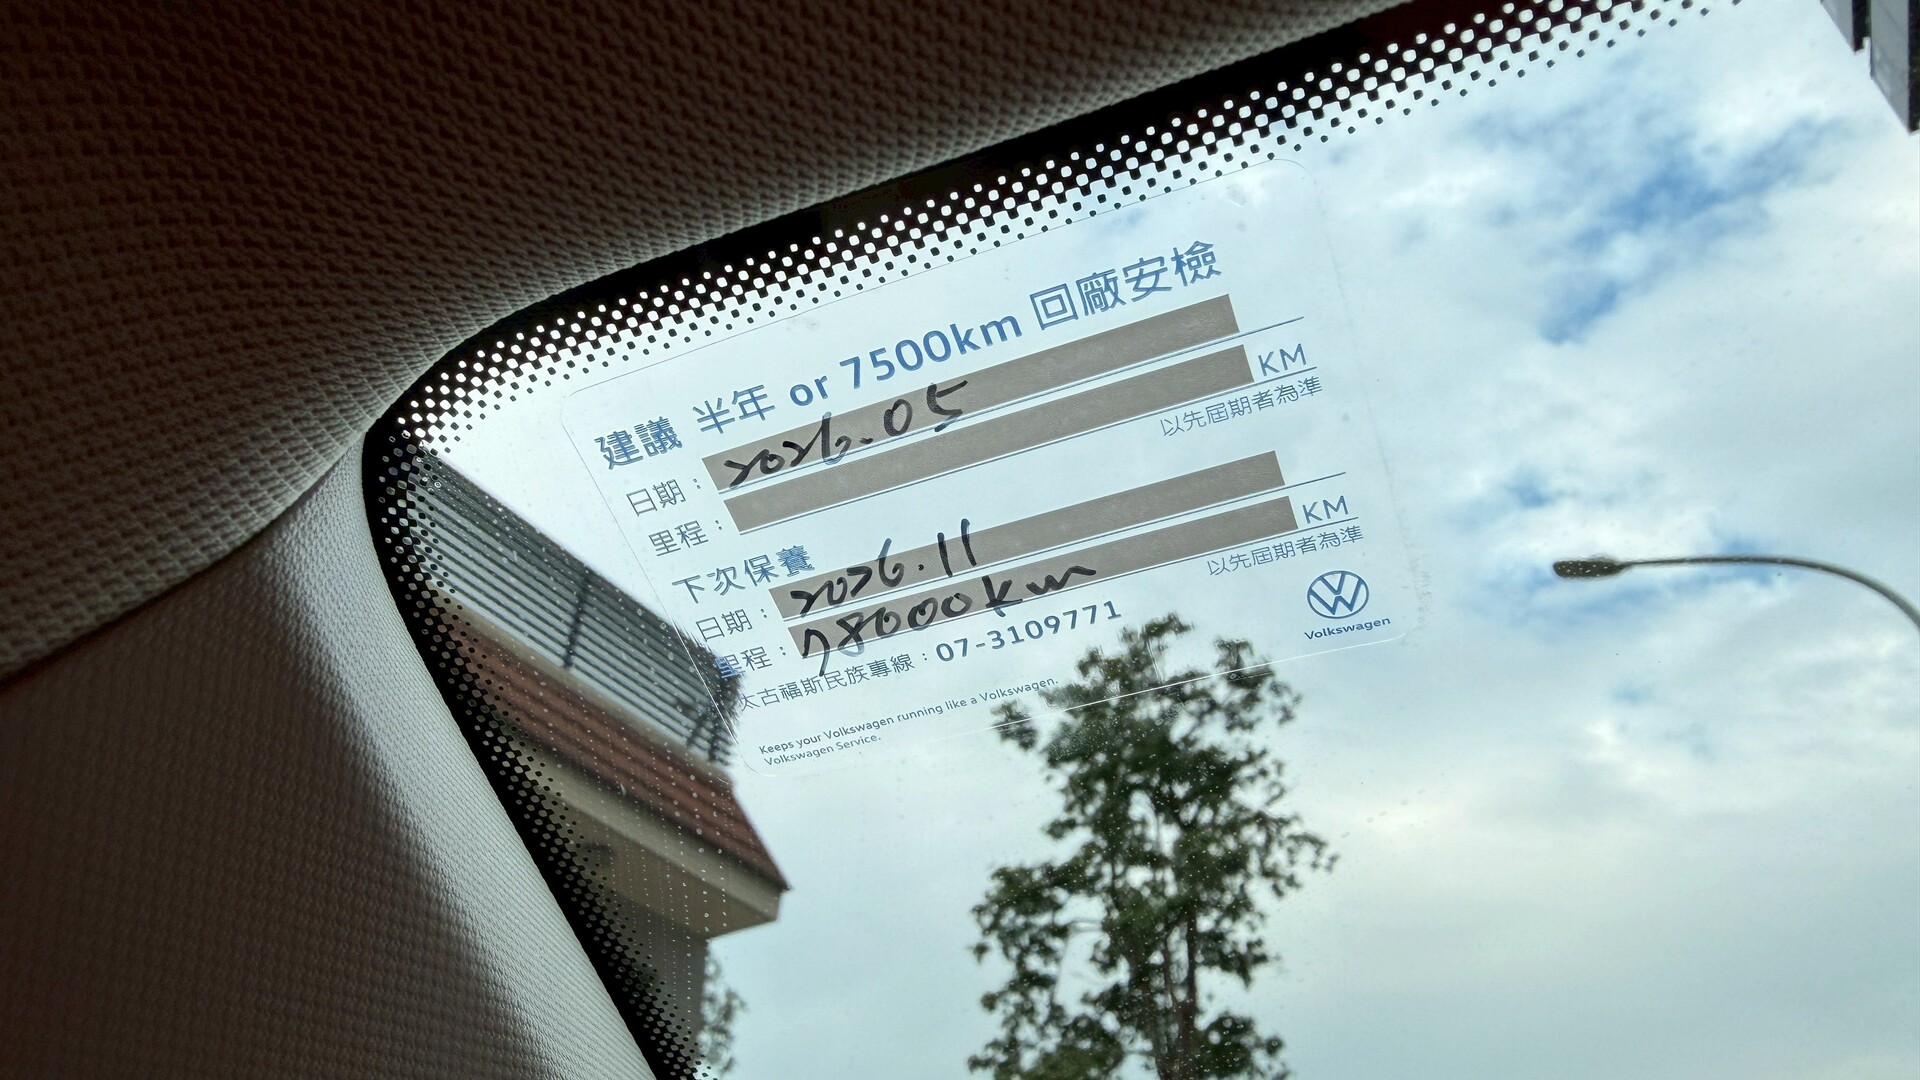 建議 半年 or 7500km 回廠安檢
日期： 2026.05
里程： KM
以先屆期者為準
下次保養
日期： 2026.11
里程： 78000km KM
以先屆期者為準
太古福斯民族專線：07-3109771
Volkswagen
Keeps your Volkswagen running like a Volkswagen.
Volkswagen Service.